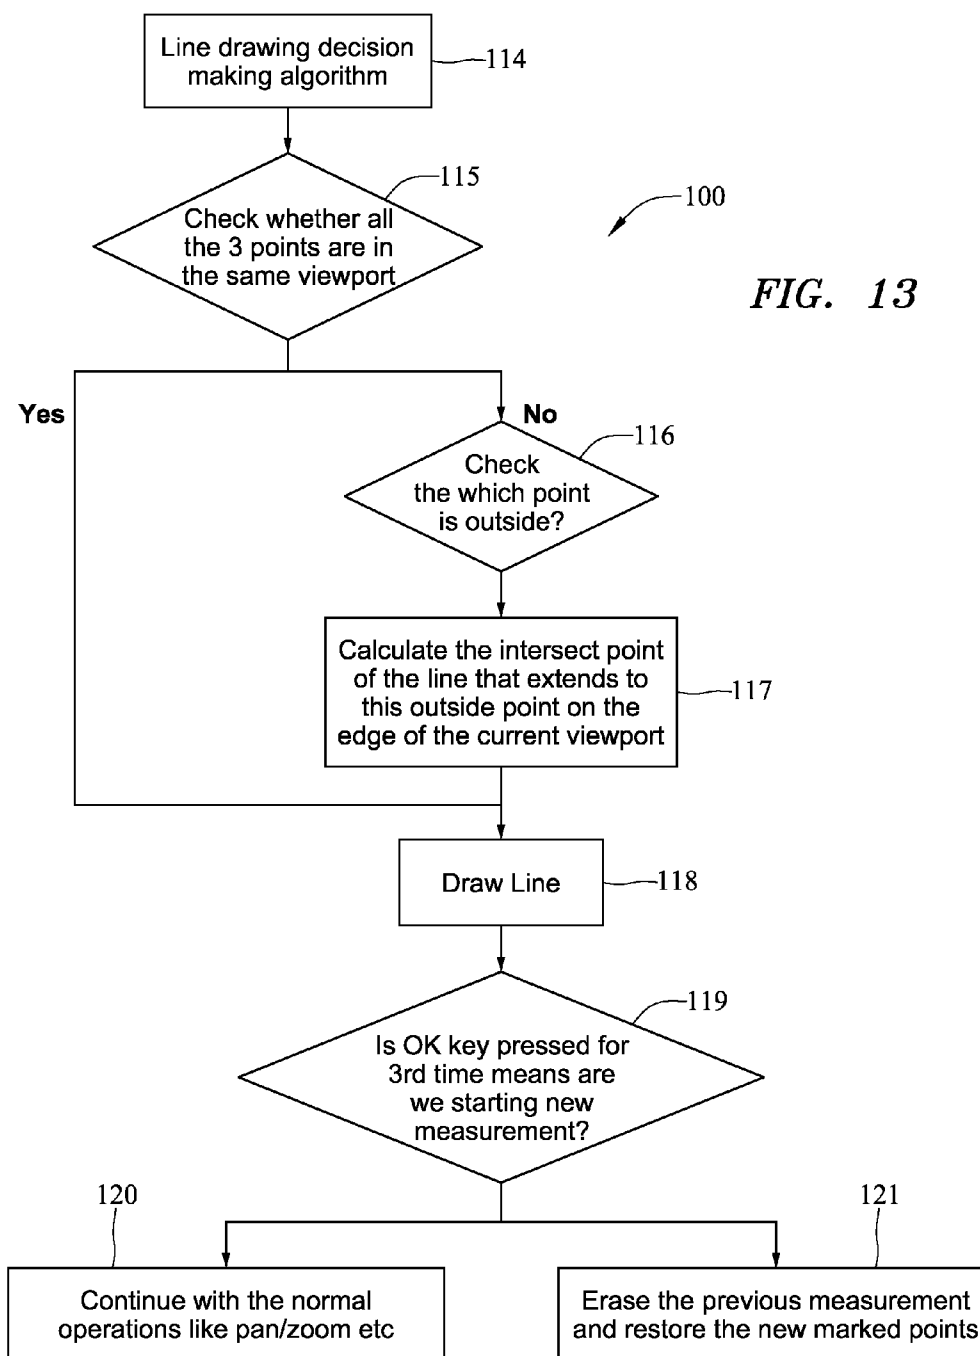 Line drawing decision
making algorithm
114
115
Check whether all
the 3 points are in
the same viewport
100
FIG. 13
Yes
No
116
Check
the which point
is outside?
Calculate the intersect point
of the line that extends to
this outside point on the
edge of the current viewport
117
Draw Line
118
119
Is OK key pressed for
3rd time means are
we starting new
measurement?
120
121
Continue with the normal
operations like pan/zoom etc
Erase the previous measurement
and restore the new marked points